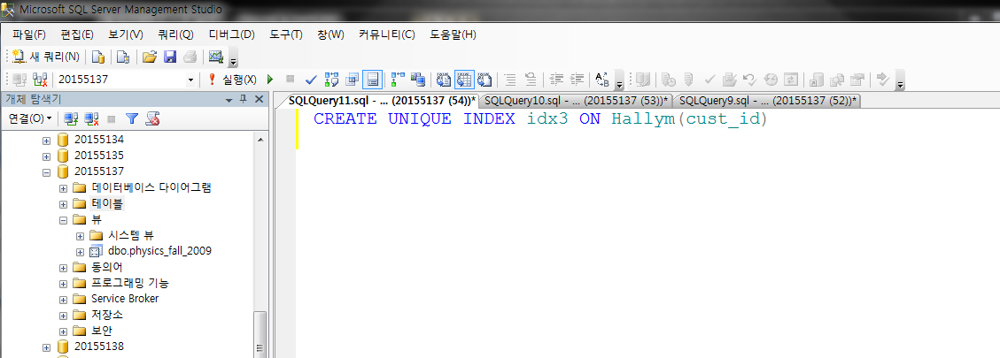 Microsoft SQL Server Management Studio
파일(F) 편집(E) 보기(V) 쿼리(Q) 디버그(D) 도구(T) 창(W) 커뮤니티(C) 도움말(H)
새 쿼리(N)
20155137 실행(X)
개체 탐색기
SQLQuery11.sql - ... (20155137 (54))* SQLQuery10.sql - ... (20155137 (53))* SQLQuery9.sql - ... (20155137 (52))*
연결(O)
CREATE UNIQUE INDEX idx3 ON Hallym(cust_id)
20155134
20155135
20155137
데이터베이스 다이어그램
테이블
뷰
시스템 뷰
dbo.physics_fall_2009
동의어
프로그래밍 기능
Service Broker
저장소
보안
20155138